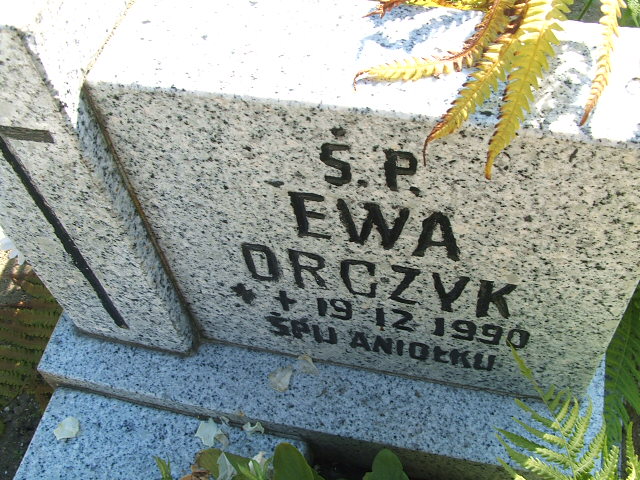 Ś.P.
EWA
ORCZYK
* + 19 12 1990
ŚPIJ ANIOŁKU